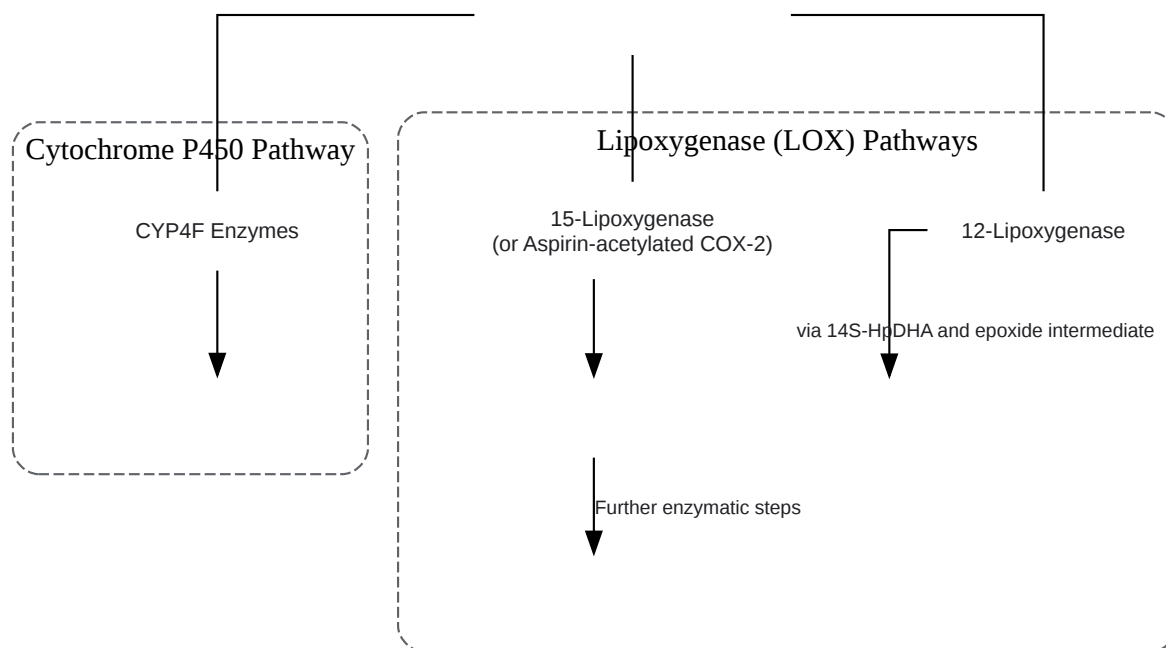 Cytochrome P450 Pathway
Lipoxygenase (LOX) Pathways
CYP4F Enzymes
15-Lipoxygenase
(or Aspirin-acetylated COX-2)
12-Lipoxygenase
via 14S-HpDHA and epoxide intermediate
Further enzymatic steps